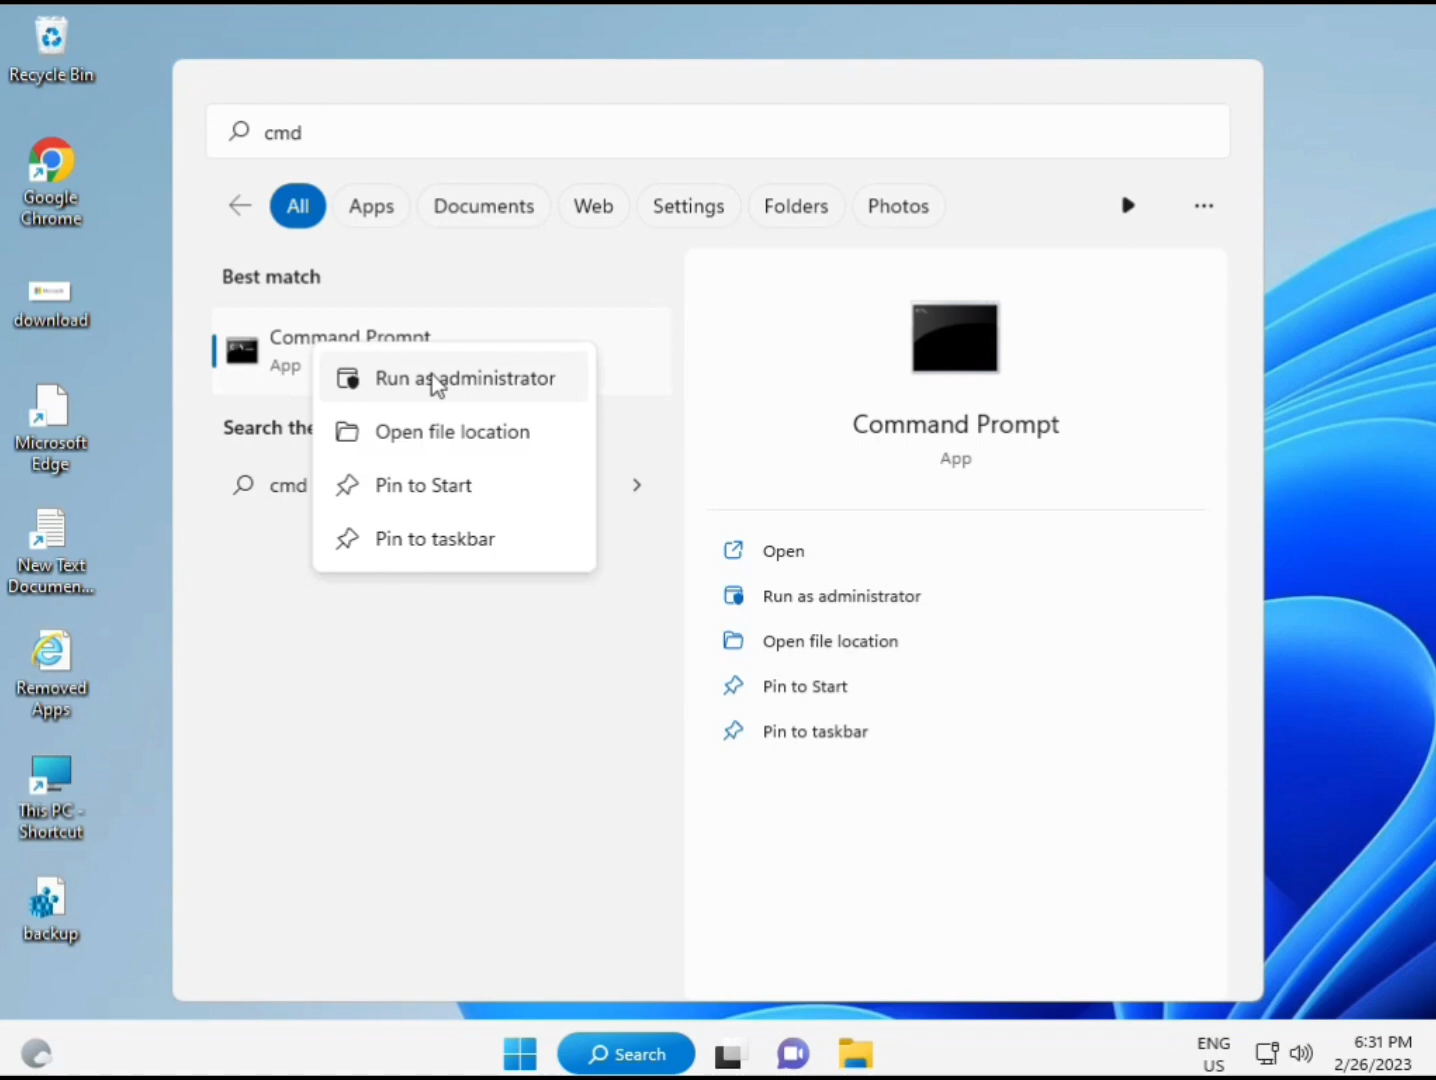 Recycle Bin
Google
Chrome
download
Microsoft
Edge
New Text
Documen...
Removed
Apps
This PC -
Shortcut
backup
cmd
All
Apps
Documents
Web
Settings
Folders
Photos
...
Best match
Command Prompt
App
Run as administrator
Open file location
Pin to Start
Pin to taskbar
Search the
cmd
Command Prompt
App
Open
Run as administrator
Open file location
Pin to Start
Pin to taskbar
Search
ENG
US
6:31 PM
2/26/2023